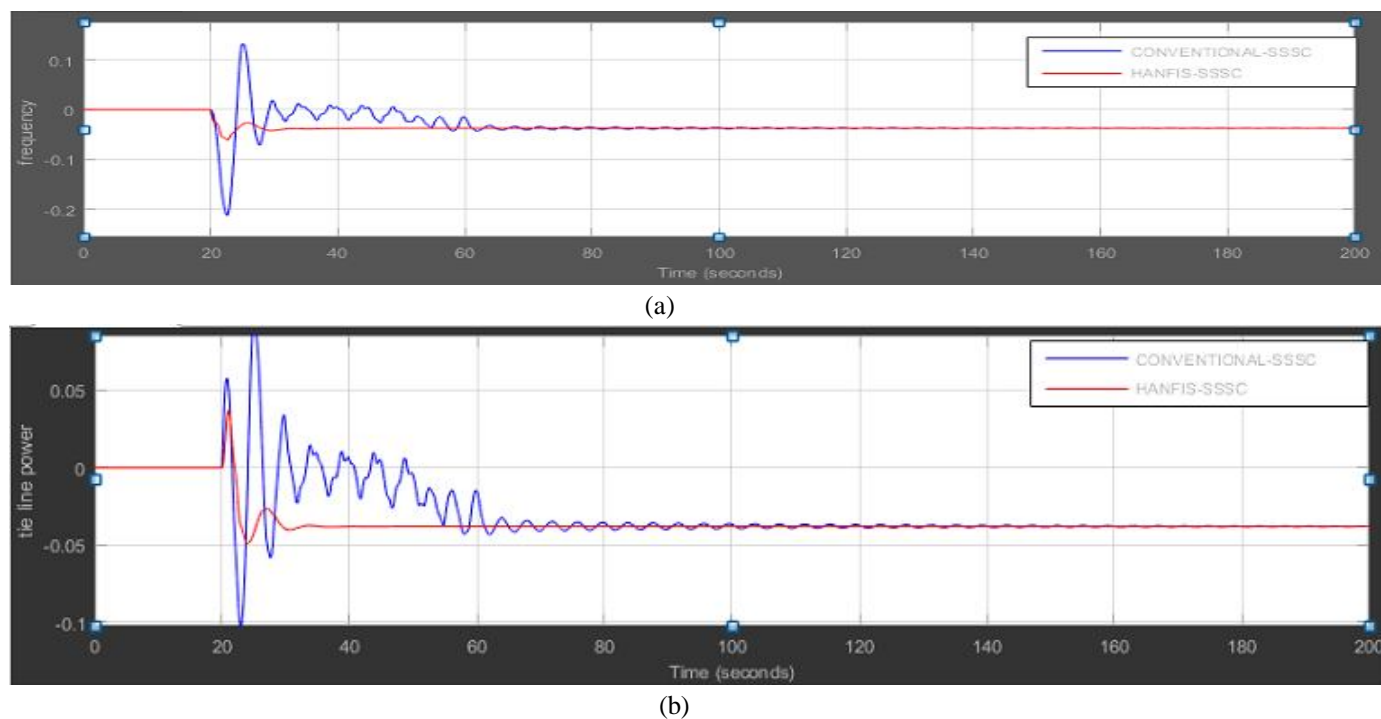 CONVENTIONAL-SSSC
HANFIS-SSSC
frequency
0.1
0
-0.1
-0.2
0 20 40 60 80 100 120 140 160 180 200
Time (seconds)
(a)
CONVENTIONAL-SSSC
HANFIS-SSSC
tie line power
0.05
0
-0.05
-0.1
0 20 40 60 80 100 120 140 160 180 200
Time (seconds)
(b)